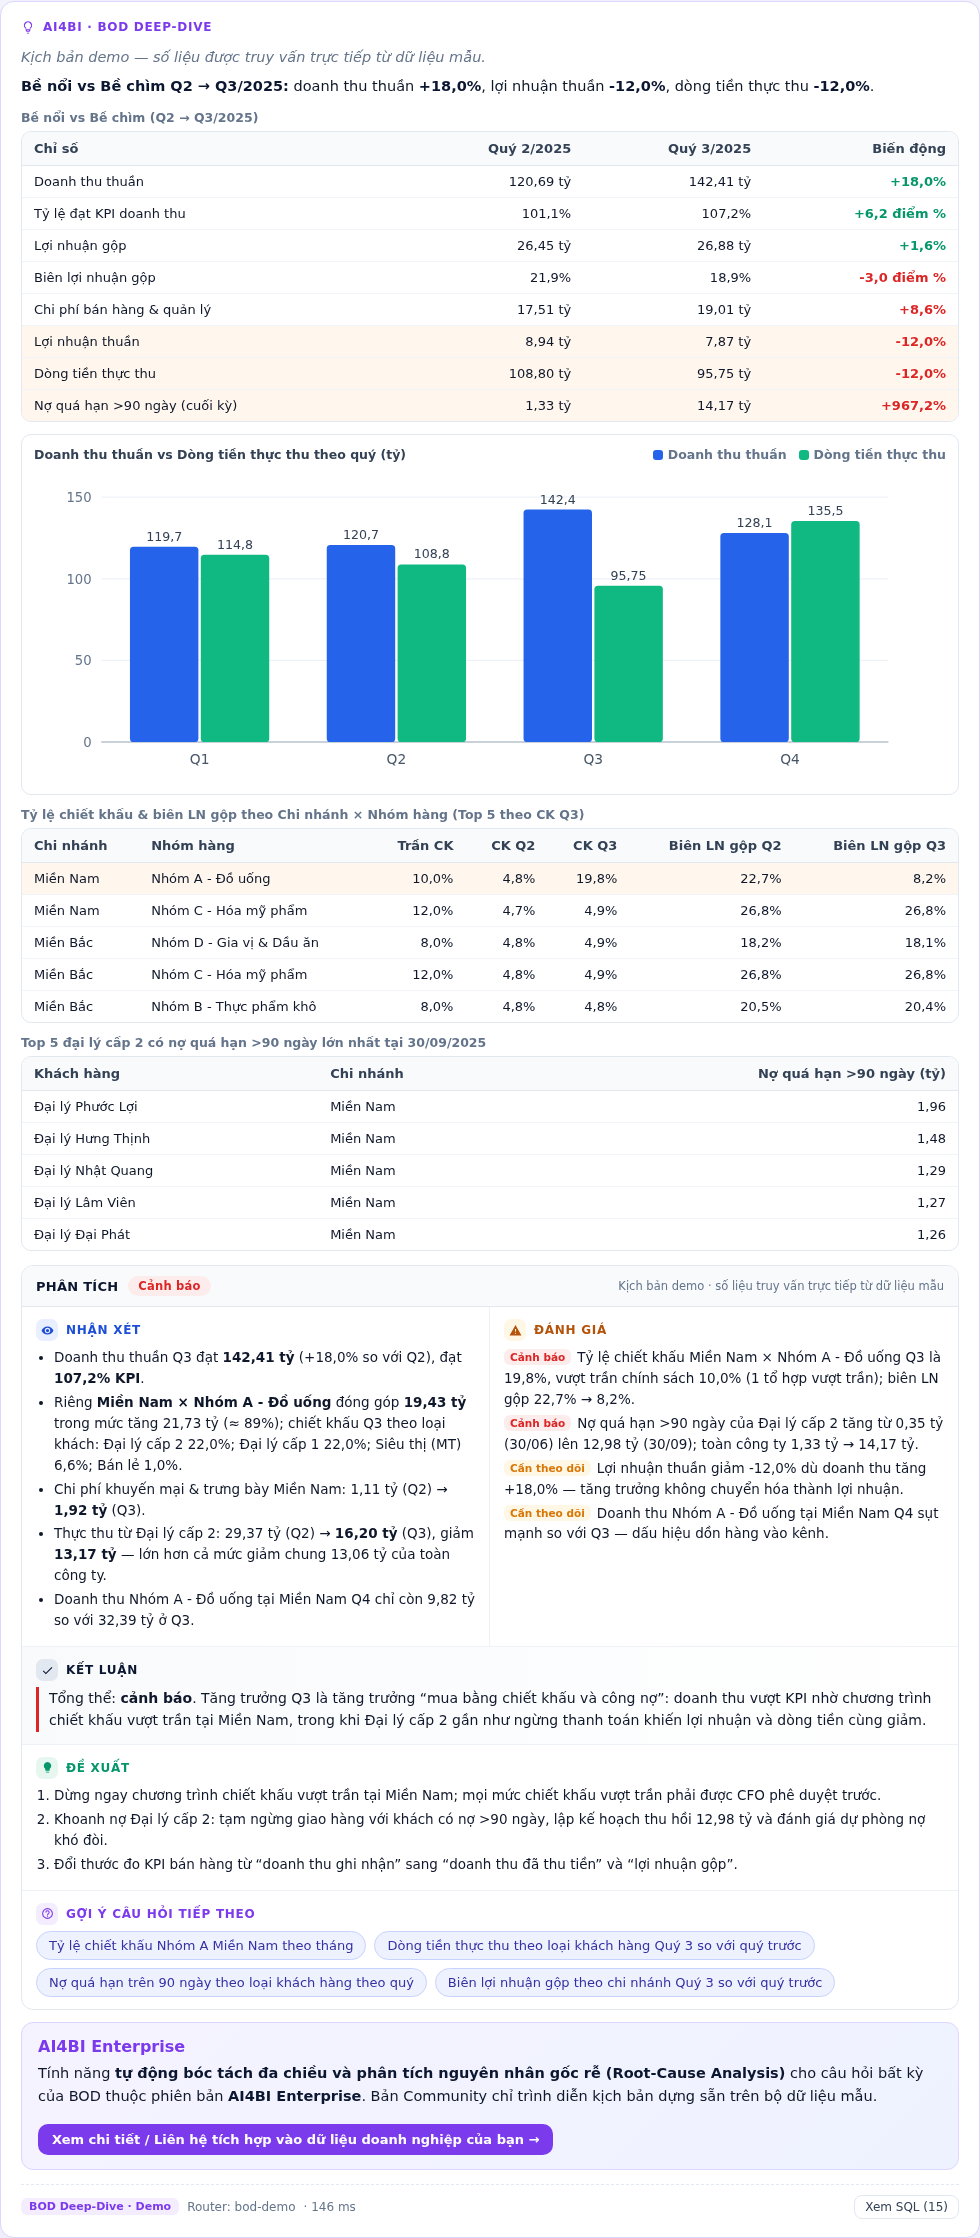 AI4BI · BOD DEEP-DIVE
Kịch bản demo — số liệu được truy vấn trực tiếp từ dữ liệu mẫu.
Bề nổi vs Bề chìm Q2 → Q3/2025: doanh thu thuần +18,0%, lợi nhuận thuần -12,0%, dòng tiền thực thu -12,0%.
Bề nổi vs Bề chìm (Q2 → Q3/2025)
Chỉ số Quý 2/2025 Quý 3/2025 Biến động
Doanh thu thuần 120,69 tỷ 142,41 tỷ +18,0%
Tỷ lệ đạt KPI doanh thu 101,1% 107,2% +6,2 điểm %
Lợi nhuận gộp 26,45 tỷ 26,88 tỷ +1,6%
Biên lợi nhuận gộp 21,9% 18,9% -3,0 điểm %
Chi phí bán hàng & quản lý 17,51 tỷ 19,01 tỷ +8,6%
Lợi nhuận thuần 8,94 tỷ 7,87 tỷ -12,0%
Dòng tiền thực thu 108,80 tỷ 95,75 tỷ -12,0%
Nợ quá hạn >90 ngày (cuối kỳ) 1,33 tỷ 14,17 tỷ +967,2%
Doanh thu thuần vs Dòng tiền thực thu theo quý (tỷ) Doanh thu thuần Dòng tiền thực thu
150
100
50
0
119,7 114,8 120,7 108,8 142,4 95,75 128,1 135,5
Q1 Q2 Q3 Q4
Tỷ lệ chiết khấu & biên LN gộp theo Chi nhánh × Nhóm hàng (Top 5 theo CK Q3)
Chi nhánh Nhóm hàng Trần CK CK Q2 CK Q3 Biên LN gộp Q2 Biên LN gộp Q3
Miền Nam Nhóm A - Đồ uống 10,0% 4,8% 19,8% 22,7% 8,2%
Miền Nam Nhóm C - Hóa mỹ phẩm 12,0% 4,7% 4,9% 26,8% 26,8%
Miền Bắc Nhóm D - Gia vị & Dầu ăn 8,0% 4,8% 4,9% 18,2% 18,1%
Miền Bắc Nhóm C - Hóa mỹ phẩm 12,0% 4,8% 4,9% 26,8% 26,8%
Miền Bắc Nhóm B - Thực phẩm khô 8,0% 4,8% 4,8% 20,5% 20,4%
Top 5 đại lý cấp 2 có nợ quá hạn >90 ngày lớn nhất tại 30/09/2025
Khách hàng Chi nhánh Nợ quá hạn >90 ngày (tỷ)
Đại lý Phước Lợi Miền Nam 1,96
Đại lý Hưng Thịnh Miền Nam 1,48
Đại lý Nhật Quang Miền Nam 1,29
Đại lý Lâm Viên Miền Nam 1,27
Đại lý Đại Phát Miền Nam 1,26
PHÂN TÍCH Cảnh báo Kịch bản demo · số liệu truy vấn trực tiếp từ dữ liệu mẫu
NHẬN XÉT
• Doanh thu thuần Q3 đạt 142,41 tỷ (+18,0% so với Q2), đạt
107,2% KPI.
• Riêng Miền Nam × Nhóm A - Đồ uống đóng góp 19,43 tỷ
trong mức tăng 21,73 tỷ (≈ 89%); chiết khấu Q3 theo loại
khách: Đại lý cấp 2 22,0%; Đại lý cấp 1 22,0%; Siêu thị (MT)
6,6%; Bán lẻ 1,0%.
• Chi phí khuyến mại & trưng bày Miền Nam: 1,11 tỷ (Q2) →
1,92 tỷ (Q3).
• Thực thu từ Đại lý cấp 2: 29,37 tỷ (Q2) → 16,20 tỷ (Q3), giảm
13,17 tỷ — lớn hơn cả mức giảm chung 13,06 tỷ của toàn
công ty.
• Doanh thu Nhóm A - Đồ uống tại Miền Nam Q4 chỉ còn 9,82 tỷ
so với 32,39 tỷ ở Q3.
ĐÁNH GIÁ
Cảnh báo Tỷ lệ chiết khấu Miền Nam × Nhóm A - Đồ uống Q3 là
19,8%, vượt trần chính sách 10,0% (1 tổ hợp vượt trần); biên LN
gộp 22,7% → 8,2%.
Cảnh báo Nợ quá hạn >90 ngày của Đại lý cấp 2 tăng từ 0,35 tỷ
(30/06) lên 12,98 tỷ (30/09); toàn công ty 1,33 tỷ → 14,17 tỷ.
Cần theo dõi Lợi nhuận thuần giảm -12,0% dù doanh thu tăng
+18,0% — tăng trưởng không chuyển hóa thành lợi nhuận.
Cần theo dõi Doanh thu Nhóm A - Đồ uống tại Miền Nam Q4 sụt
mạnh so với Q3 — dấu hiệu dồn hàng vào kênh.
KẾT LUẬN
Tổng thể: cảnh báo. Tăng trưởng Q3 là tăng trưởng “mua bằng chiết khấu và công nợ”: doanh thu vượt KPI nhờ chương trình
chiết khấu vượt trần tại Miền Nam, trong khi Đại lý cấp 2 gần như ngừng thanh toán khiến lợi nhuận và dòng tiền cùng giảm.
ĐỀ XUẤT
1. Dừng ngay chương trình chiết khấu vượt trần tại Miền Nam; mọi mức chiết khấu vượt trần phải được CFO phê duyệt trước.
2. Khoanh nợ Đại lý cấp 2: tạm ngừng giao hàng với khách có nợ >90 ngày, lập kế hoạch thu hồi 12,98 tỷ và đánh giá dự phòng nợ
khó đòi.
3. Đổi thước đo KPI bán hàng từ “doanh thu ghi nhận” sang “doanh thu đã thu tiền” và “lợi nhuận gộp”.
GỢI Ý CÂU HỎI TIẾP THEO
Tỷ lệ chiết khấu Nhóm A Miền Nam theo tháng Dòng tiền thực thu theo loại khách hàng Quý 3 so với quý trước
Nợ quá hạn trên 90 ngày theo loại khách hàng theo quý Biên lợi nhuận gộp theo chi nhánh Quý 3 so với quý trước
AI4BI Enterprise
Tính năng tự động bóc tách đa chiều và phân tích nguyên nhân gốc rễ (Root-Cause Analysis) cho câu hỏi bất kỳ
của BOD thuộc phiên bản AI4BI Enterprise. Bản Community chỉ trình diễn kịch bản dựng sẵn trên bộ dữ liệu mẫu.
Xem chi tiết / Liên hệ tích hợp vào dữ liệu doanh nghiệp của bạn →
BOD Deep-Dive · Demo Router: bod-demo · 146 ms Xem SQL (15)